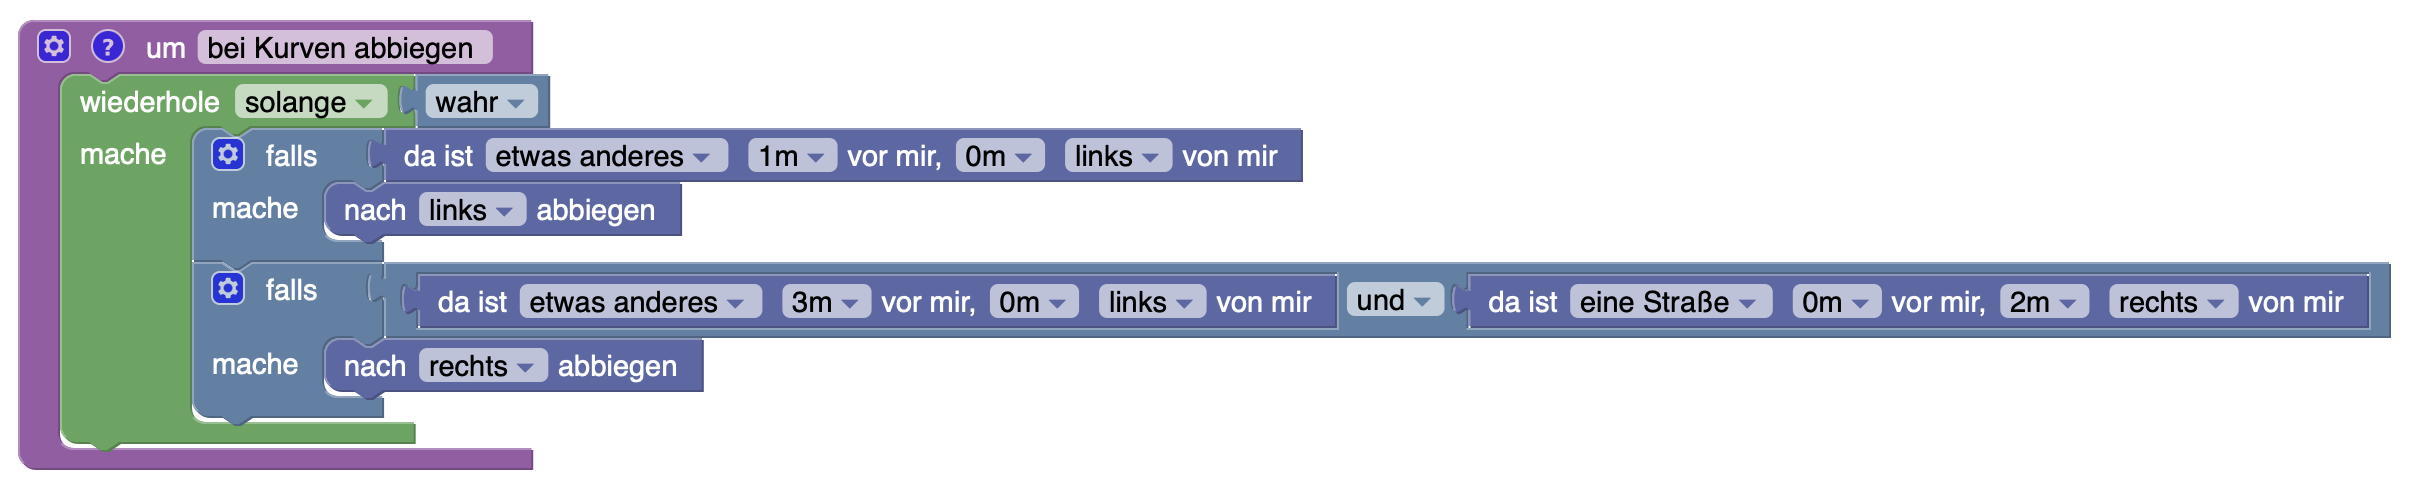 ? um bei Kurven abbiegen
wiederhole solange wahr
mache falls da ist etwas anderes 1m vor mir, 0m links von mir
mache nach links abbiegen
falls da ist etwas anderes 3m vor mir, 0m links von mir und da ist eine Straße 0m vor mir, 2m rechts von mir
mache nach rechts abbiegen